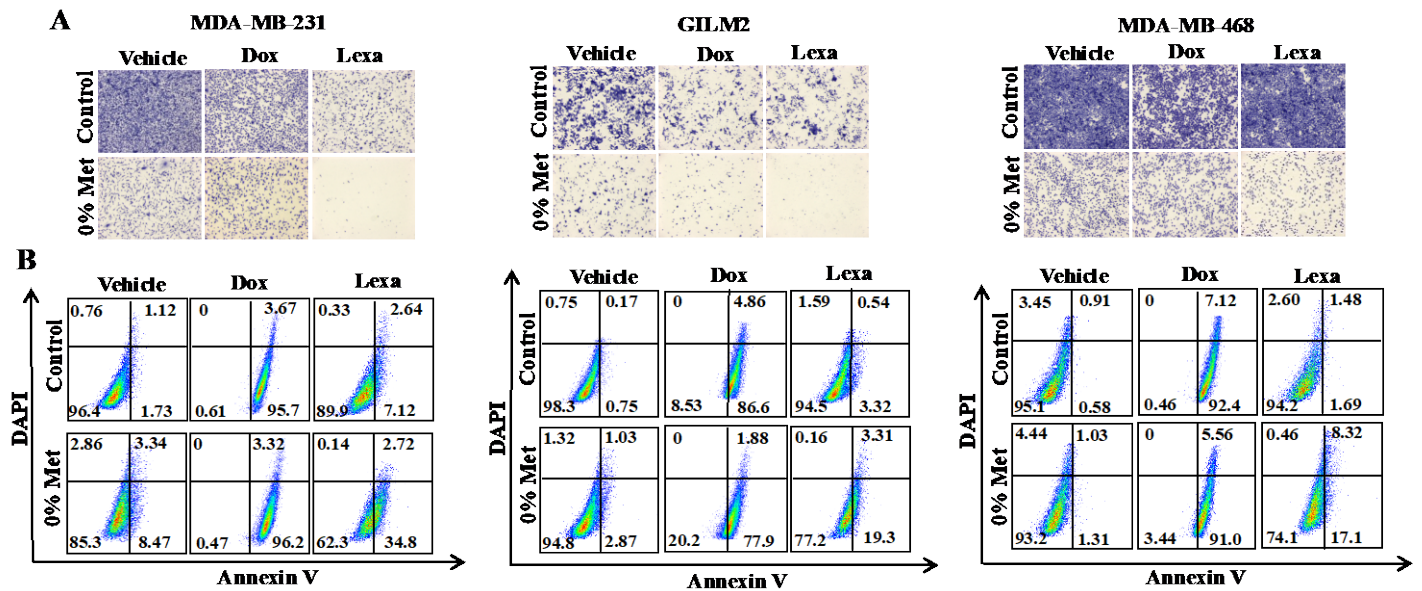 A
MDA-MB-231
GILM2
MDA-MB-468
Vehicle Dox Lexa
Vehicle Dox Lexa
Vehicle Dox Lexa
Control
Control
Control
0% Met
0% Met
0% Met
B
Vehicle Dox Lexa
Vehicle Dox Lexa
Vehicle Dox Lexa
DAPI
Control
0.76 1.12 0 3.67 0.33 2.64
96.4 1.73 0.61 95.7 89.9 7.12
0% Met
2.86 3.34 0 3.32 0.14 2.72
85.3 8.47 0.47 96.2 62.3 34.8
Annexin V
DAPI
Control
0.75 0.17 0 4.86 1.59 0.54
98.3 0.75 8.53 86.6 94.5 3.32
0% Met
1.32 1.03 0 1.88 0.16 3.31
94.8 2.87 20.2 77.9 77.2 19.3
Annexin V
DAPI
Control
3.45 0.91 0 7.12 2.60 1.48
95.1 0.58 0.46 92.4 94.2 1.69
0% Met
4.44 1.03 0 5.56 0.46 8.32
93.2 1.31 3.44 91.0 74.1 17.1
Annexin V